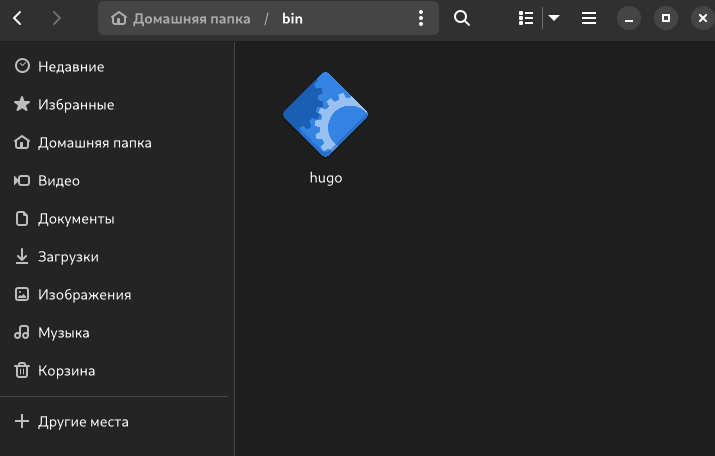 Домашняя папка / bin
Недавние
Избранные
Домашняя папка
Видео
Документы
Загрузки
Изображения
Музыка
Корзина
Другие места
hugo